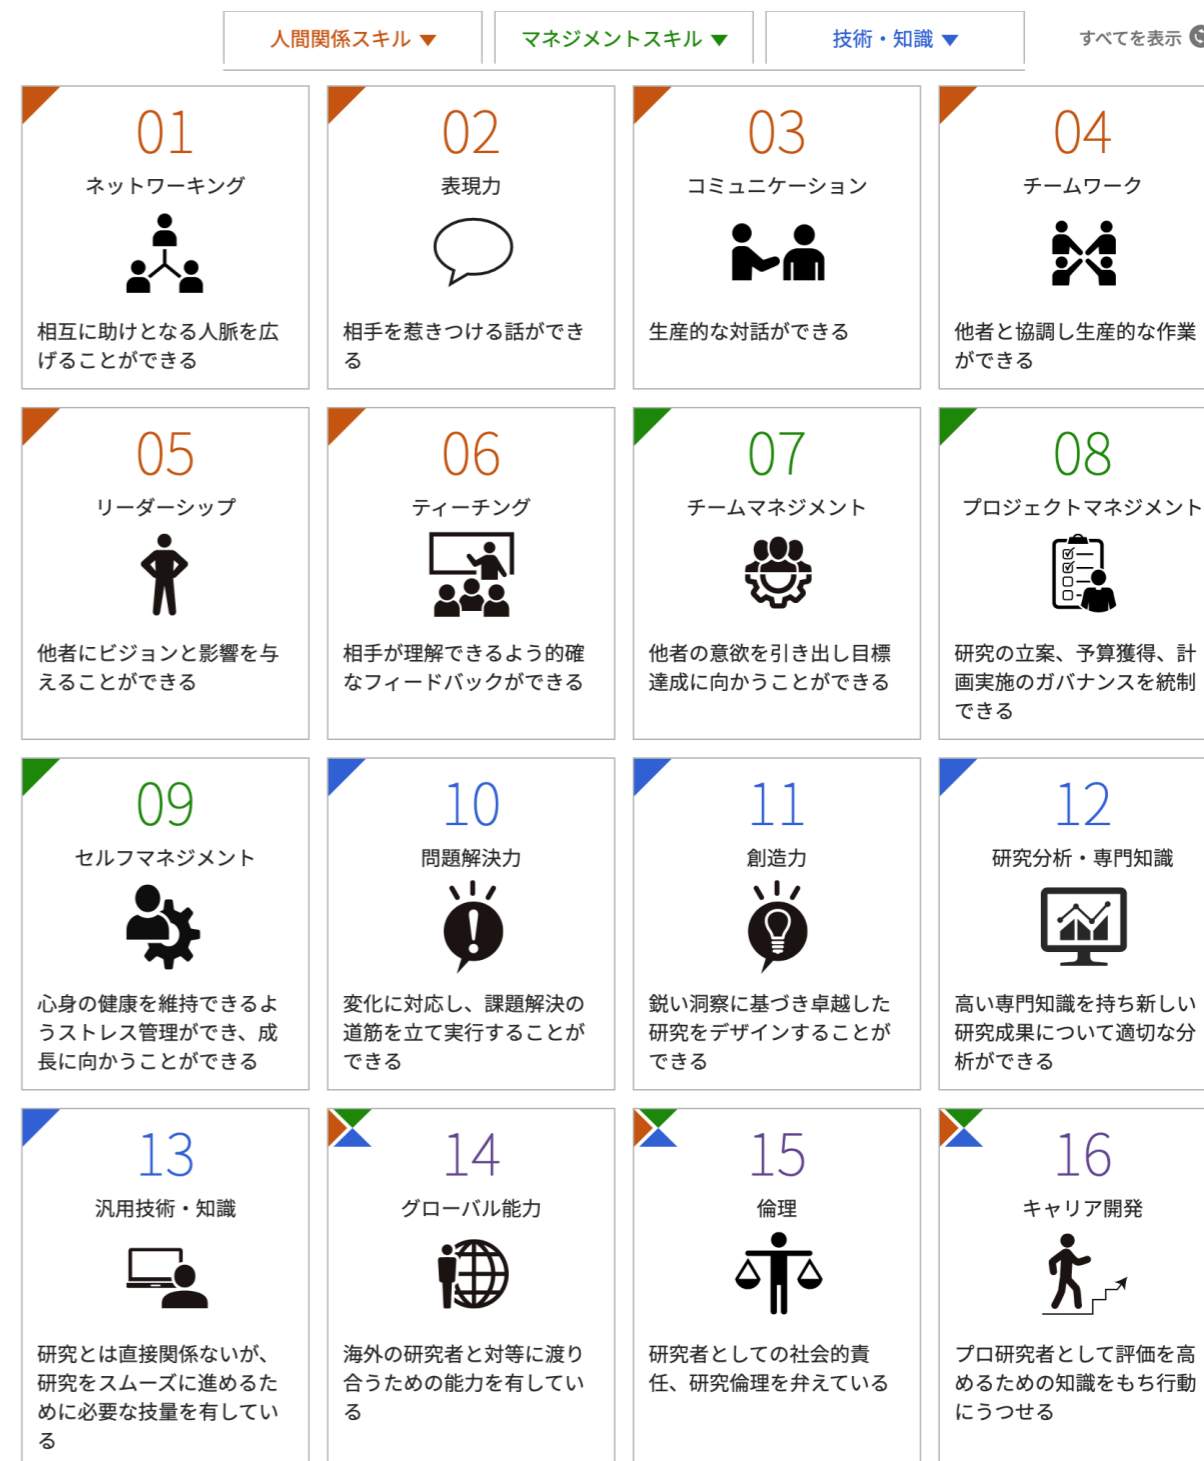 人間関係スキル ▼
マネジメントスキル ▼
技術・知識 ▼
すべてを表示
01
ネットワーキング
相互に助けとなる人脈を広
げることができる
02
表現力
相手を惹きつける話ができ
る
03
コミュニケーション
生産的な対話ができる
04
チームワーク
他者と協調し生産的な作業
ができる
05
リーダーシップ
他者にビジョンと影響を与
えることができる
06
ティーチング
相手が理解できるよう的確
なフィードバックができる
07
チームマネジメント
他者の意欲を引き出し目標
達成に向かうことができる
08
プロジェクトマネジメント
研究の立案、予算獲得、計
画実施のガバナンスを統制
できる
09
セルフマネジメント
心身の健康を維持できるよ
うストレス管理ができ、成
長に向かうことができる
10
問題解決力
変化に対応し、課題解決の
道筋を立て実行することが
できる
11
創造力
鋭い洞察に基づき卓越した
研究をデザインすることが
できる
12
研究分析・専門知識
高い専門知識を持ち新しい
研究成果について適切な分
析ができる
13
汎用技術・知識
研究とは直接関係ないが、
研究をスムーズに進めるた
めに必要な技量を有してい
る
14
グローバル能力
海外の研究者と対等に渡り
合うための能力を有してい
る
15
倫理
研究者としての社会的責
任、研究倫理を弁えている
16
キャリア開発
プロ研究者として評価を高
めるための知識をもち行動
にうつせる